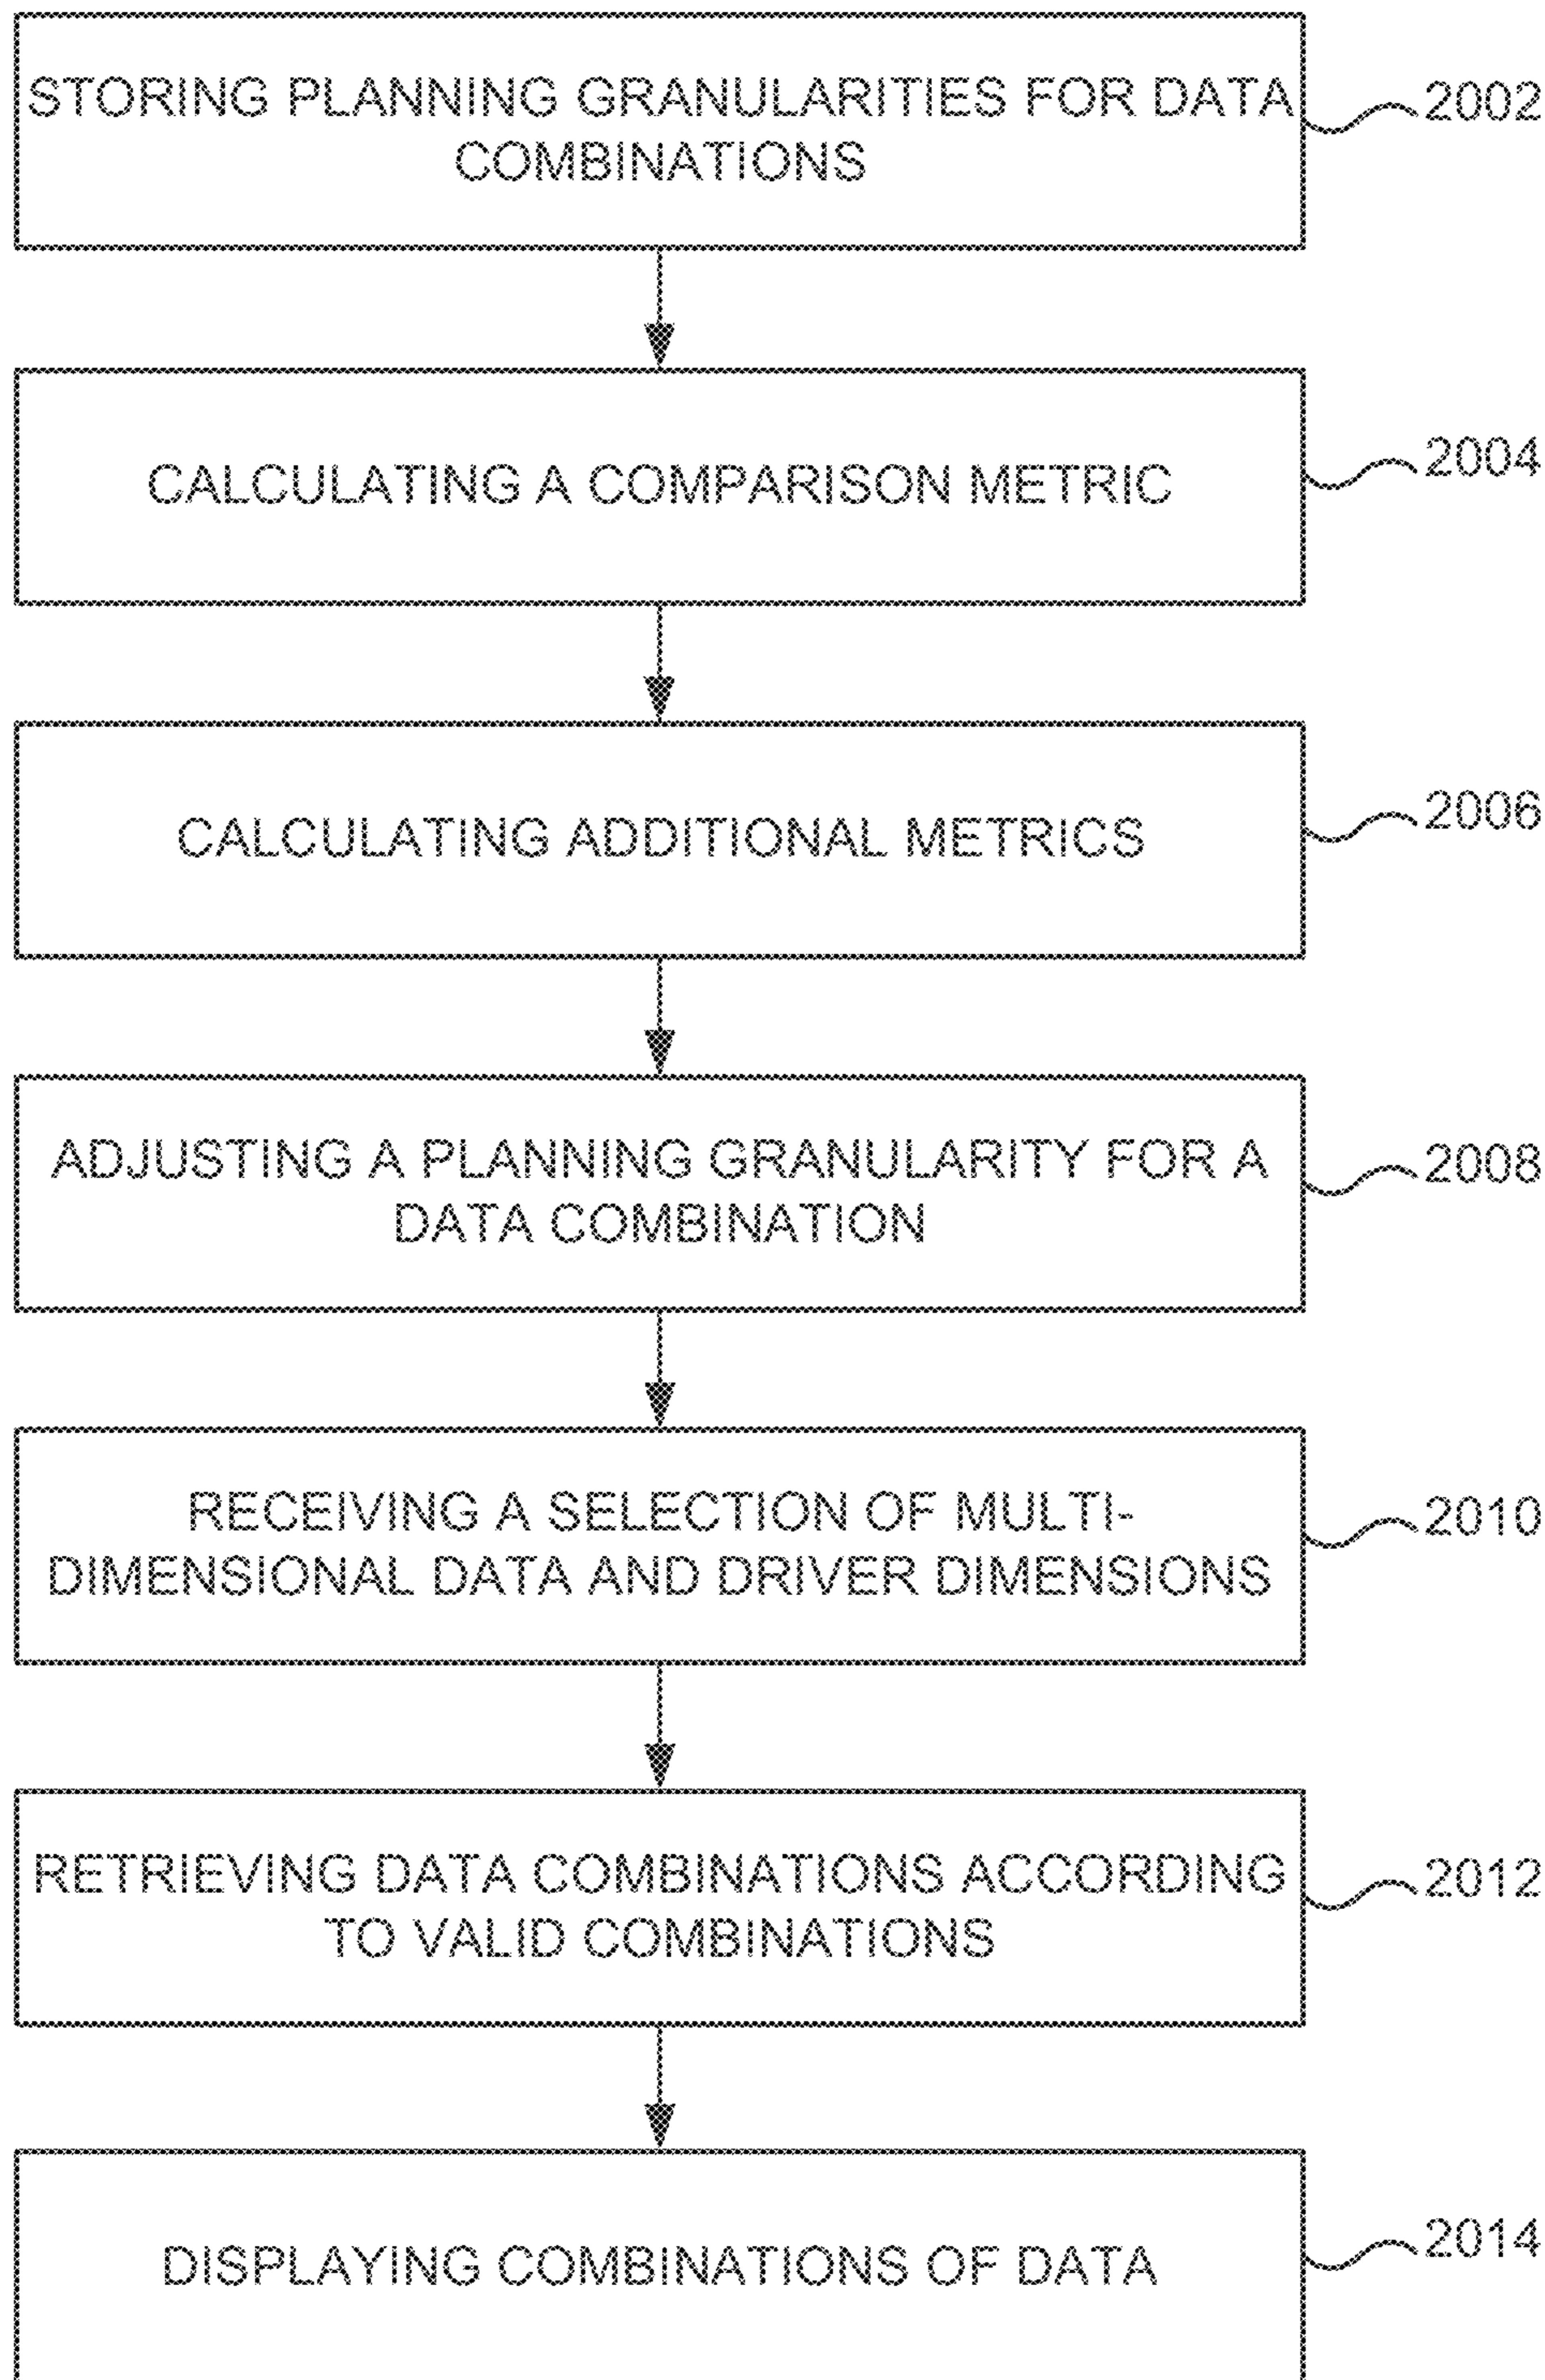 STORING PLANNING GRANULARITIES FOR DATA
COMBINATIONS
2002
CALCULATING A COMPARISON METRIC
2004
CALCULATING ADDITIONAL METRICS
2006
ADJUSTING A PLANNING GRANULARITY FOR A
DATA COMBINATION
2008
RECEIVING A SELECTION OF MULTI-
DIMENSIONAL DATA AND DRIVER DIMENSIONS
2010
RETRIEVING DATA COMBINATIONS ACCORDING
TO VALID COMBINATIONS
2012
DISPLAYING COMBINATIONS OF DATA
2014